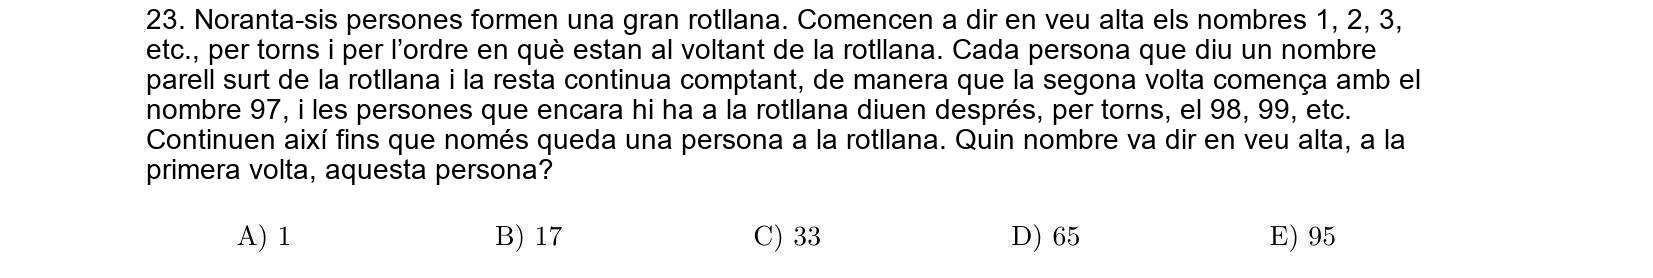 23. Noranta-sis persones formen una gran rotllana. Comencen a dir en veu alta els nombres 1, 2, 3,
etc., per torns i per l'ordre en què estan al voltant de la rotllana. Cada persona que diu un nombre
parell surt de la rotllana i la resta continua comptant, de manera que la segona volta comença amb el
nombre 97, i les persones que encara hi ha a la rotllana diuen després, per torns, el 98, 99, etc.
Continuen així fins que només queda una persona a la rotllana. Quin nombre va dir en veu alta, a la
primera volta, aquesta persona?
A) 1 B) 17 C) 33 D) 65 E) 95